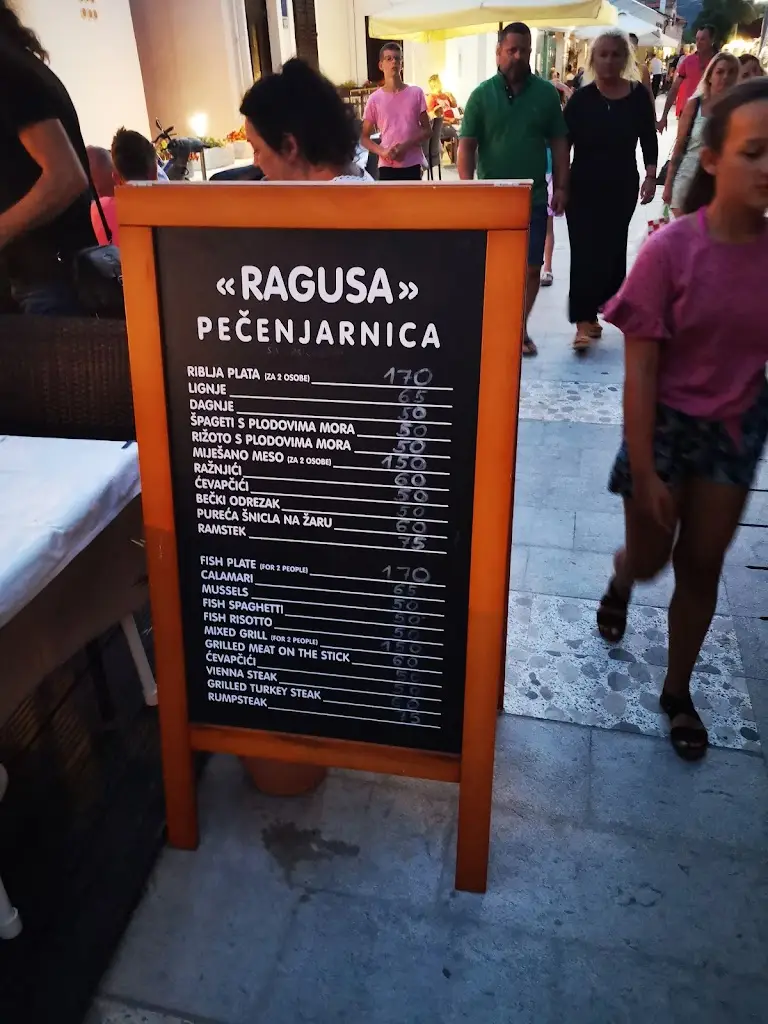 «RAGUSA»
PEČENJARNICA
RIBLJA PLATA (ZA 2 OSOBE) 170
LIGNJE 65
DAGNJE 50
ŠPAGETI S PLODOVIMA MORA 50
RIŽOTO S PLODOVIMA MORA 50
MIJEŠANO MESO (ZA 2 OSOBE) 150
RAŽNJIĆI 60
ĆEVAPČIĆI 50
BEČKI ODREZAK 50
PUREĆA ŠNICLA NA ŽARU 60
RAMSTEK 75
FISH PLATE (FOR 2 PEOPLE) 170
CALAMARI 65
MUSSELS 50
FISH SPAGHETTI 50
FISH RISOTTO 50
MIXED GRILL (FOR 2 PEOPLE) 150
GRILLED MEAT ON THE STICK 60
ĆEVAPČIĆI 50
VIENNA STEAK 50
GRILLED TURKEY STEAK 60
RUMPSTEAK 75